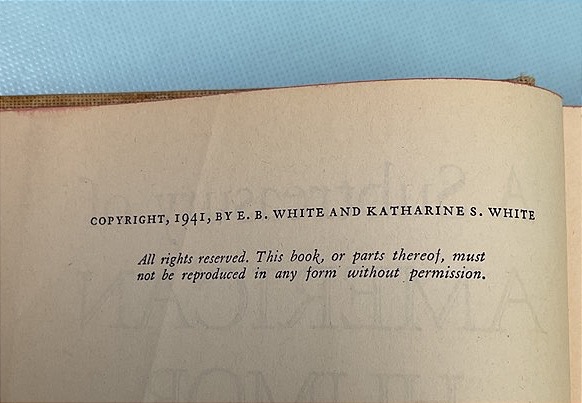 COPYRIGHT, 1941, BY E. B. WHITE AND KATHARINE S. WHITE
All rights reserved. This book, or parts thereof, must
not be reproduced in any form without permission.